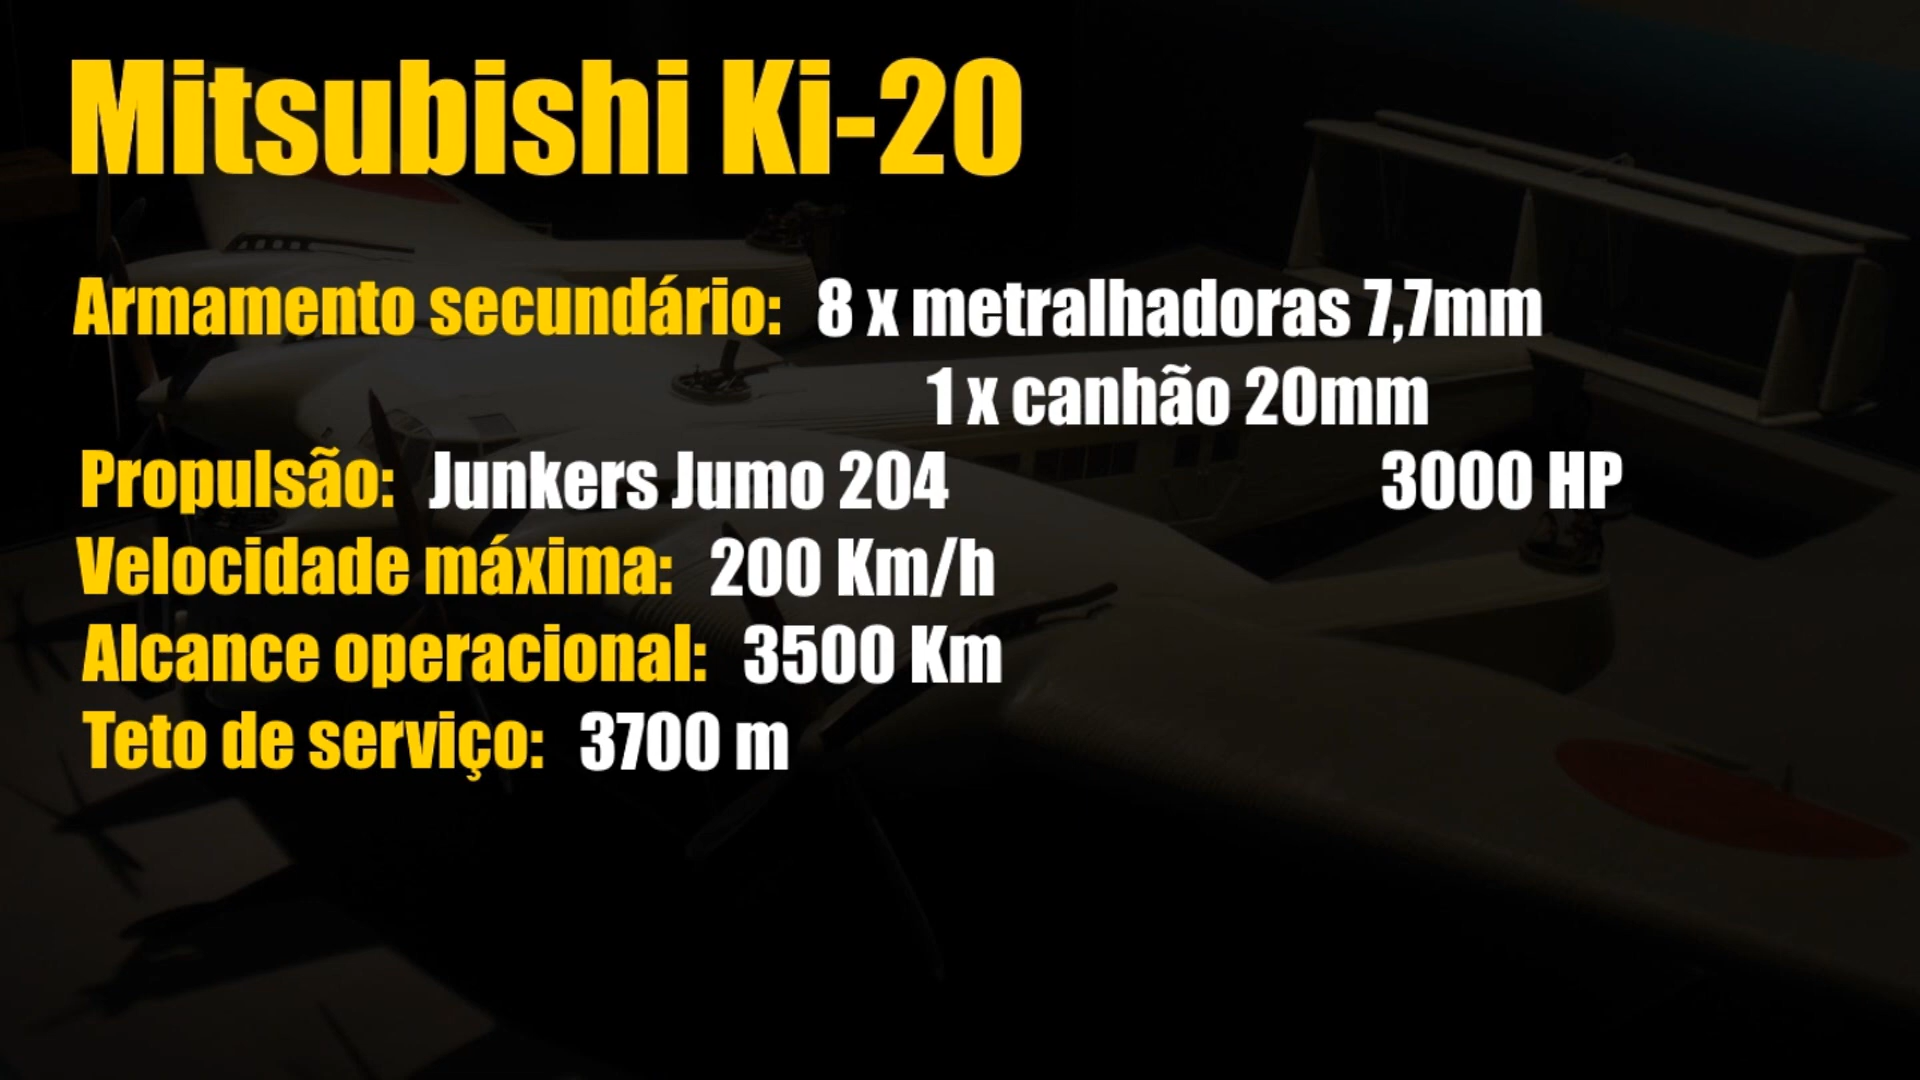 Mitsubishi Ki-20
Armamento secundário: 8 x metralhadoras 7,7mm
1 x canhão 20mm
Propulsão: Junkers Jumo 204 3000 HP
Velocidade máxima: 200 Km/h
Alcance operacional: 3500 Km
Teto de serviço: 3700 m